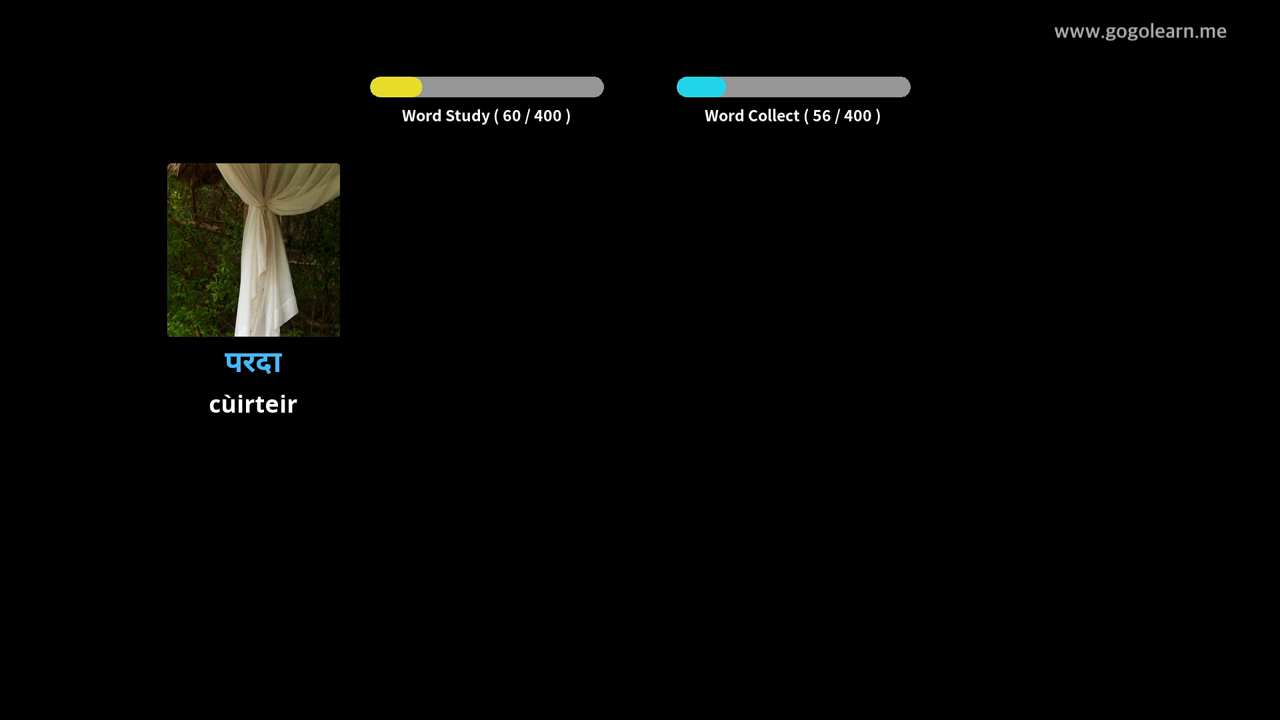 www.gogolearn.me
Word Study ( 60 / 400 )
Word Collect ( 56 / 400 )
परदा
cùirteir